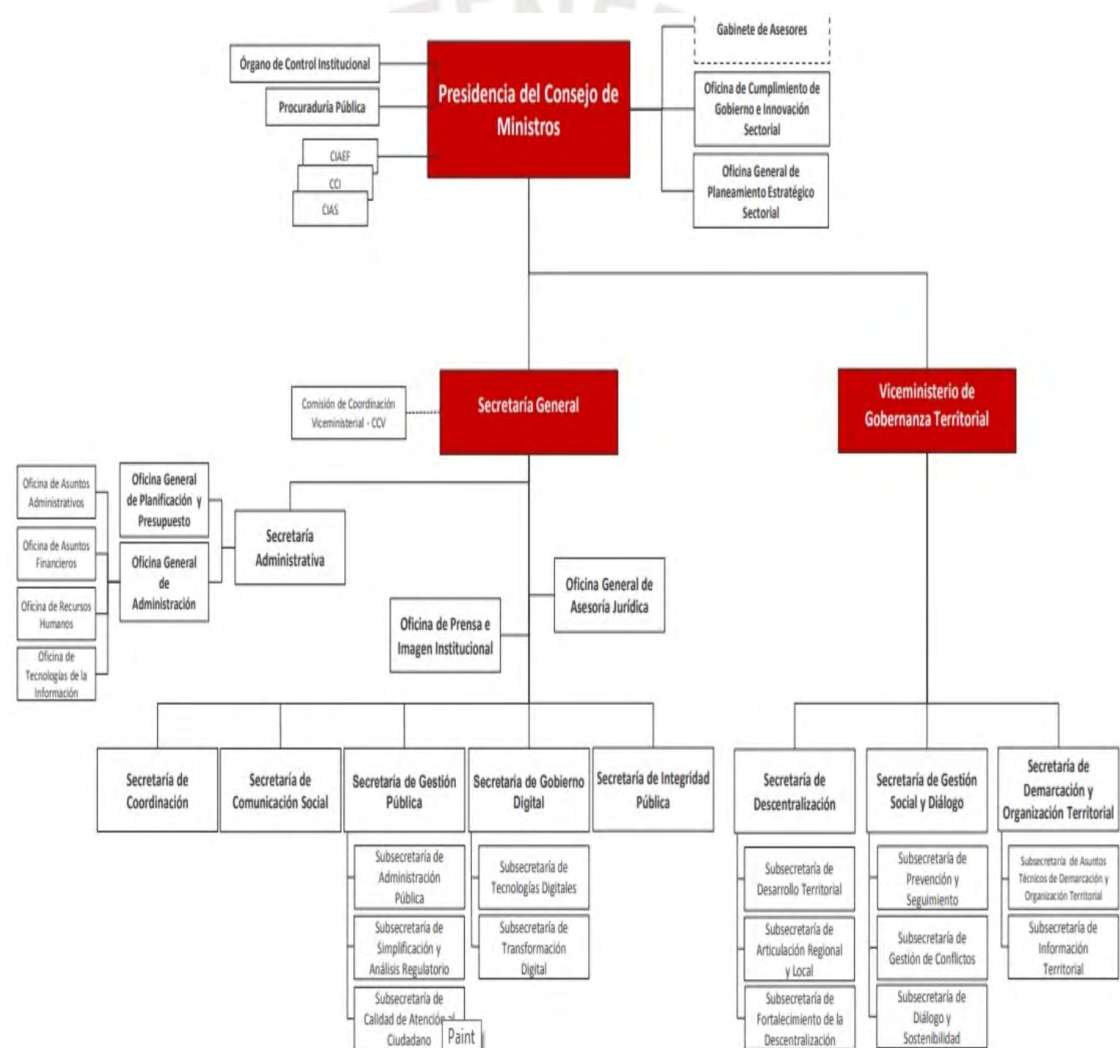 Gabinete de Asesores
Órgano de Control Institucional
Presidencia del Consejo de
Ministros
Oficina de Cumplimiento de
Gobierno e Innovación
Sectorial
Procuraduría Pública
CIAEF
CCI
CIAS
Oficina General de
Planeamiento Estratégico
Sectorial
Secretaría General
Viceministerio de
Gobernanza Territorial
Comisión de Coordinación
Viceministerial - CCV
Oficina de Asuntos
Administrativos
Oficina General
de Planificación y
Presupuesto
Secretaría
Administrativa
Oficina de Asuntos
Financieros
Oficina General
de
Administración
Oficina General de
Asesoría Jurídica
Oficina de Recursos
Humanos
Oficina de Prensa e
Imagen Institucional
Oficina de
Tecnologías de la
Información
Secretaría de
Coordinación
Secretaría de
Comunicación Social
Secretaría de Gestión
Pública
Secretaría de Gobierno
Digital
Secretaría de Integridad
Pública
Secretaría de
Descentralización
Secretaría de Gestión
Social y Diálogo
Secretaría de
Demarcación y
Organización Territorial
Subsecretaría de
Administración
Pública
Subsecretaría de
Tecnologías Digitales
Subsecretaría de
Desarrollo Territorial
Subsecretaría de
Prevención y
Seguimiento
Subsecretaría de Asuntos
Técnicos de Demarcación y
Organización Territorial
Subsecretaría de
Simplificación y
Análisis Regulatorio
Subsecretaría de
Transformación
Digital
Subsecretaría de
Articulación Regional
y Local
Subsecretaría de
Gestión de Conflictos
Subsecretaría de
Información
Territorial
Subsecretaría de
Calidad de Atención al
Ciudadano
Paint
Subsecretaría de
Fortalecimiento de la
Descentralización
Subsecretaría de
Diálogo y
Sostenibilidad